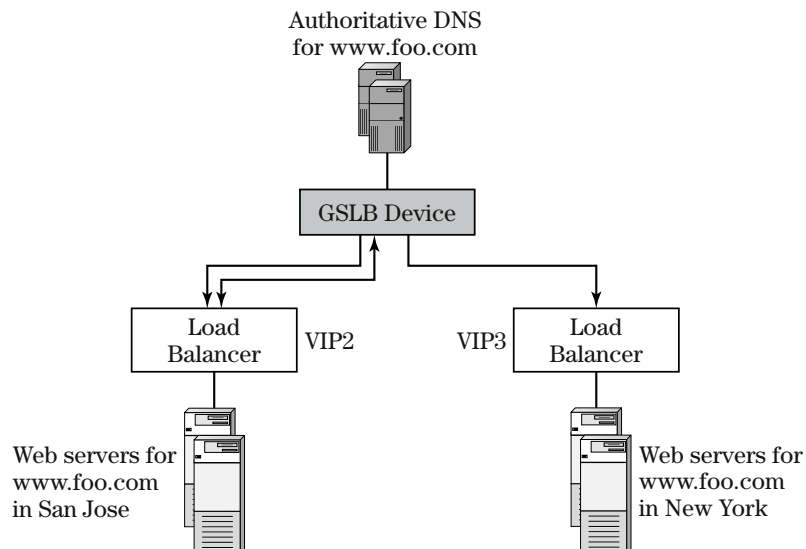 Authoritative DNS
for www.foo.com
GSLB Device
Load
Balancer
VIP2
VIP3
Load
Balancer
Web servers for
www.foo.com
in San Jose
Web servers for
www.foo.com
in New York